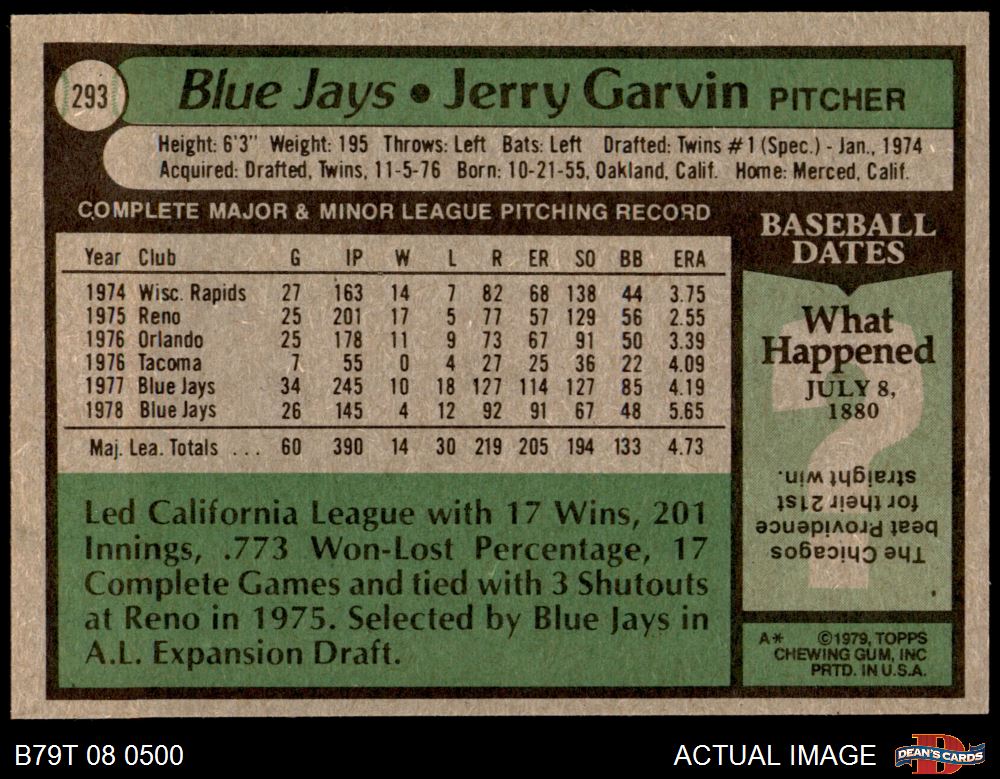 293
Blue Jays • Jerry Garvin PITCHER
Height: 6'3" Weight: 195 Throws: Left Bats: Left Drafted: Twins #1 (Spec.) - Jan., 1974
Acquired: Drafted, Twins, 11-5-76 Born: 10-21-55, Oakland, Calif. Home: Merced, Calif.
COMPLETE MAJOR & MINOR LEAGUE PITCHING RECORD
Year Club G IP W L R ER SO BB ERA
1974 Wisc. Rapids 27 163 14 7 82 68 138 44 3.75
1975 Reno 25 201 17 5 77 57 129 56 2.55
1976 Orlando 25 178 11 9 73 67 91 50 3.39
1976 Tacoma 7 55 0 4 27 25 36 22 4.09
1977 Blue Jays 34 245 10 18 127 114 127 85 4.19
1978 Blue Jays 26 145 4 12 92 91 67 48 5.65
Maj. Lea. Totals ... 60 390 14 30 219 205 194 133 4.73
Led California League with 17 Wins, 201
Innings, .773 Won-Lost Percentage, 17
Complete Games and tied with 3 Shutouts
at Reno in 1975. Selected by Blue Jays in
A.L. Expansion Draft.
BASEBALL
DATES
What
Happened
JULY 8,
1880
?
The Chicagos
beat Providence
for their 21st
straight win.
A* ©1979, TOPPS
CHEWING GUM, INC
PRTD. IN U.S.A.
B79T 08 0500
ACTUAL IMAGE
D
DEAN'S CARDS